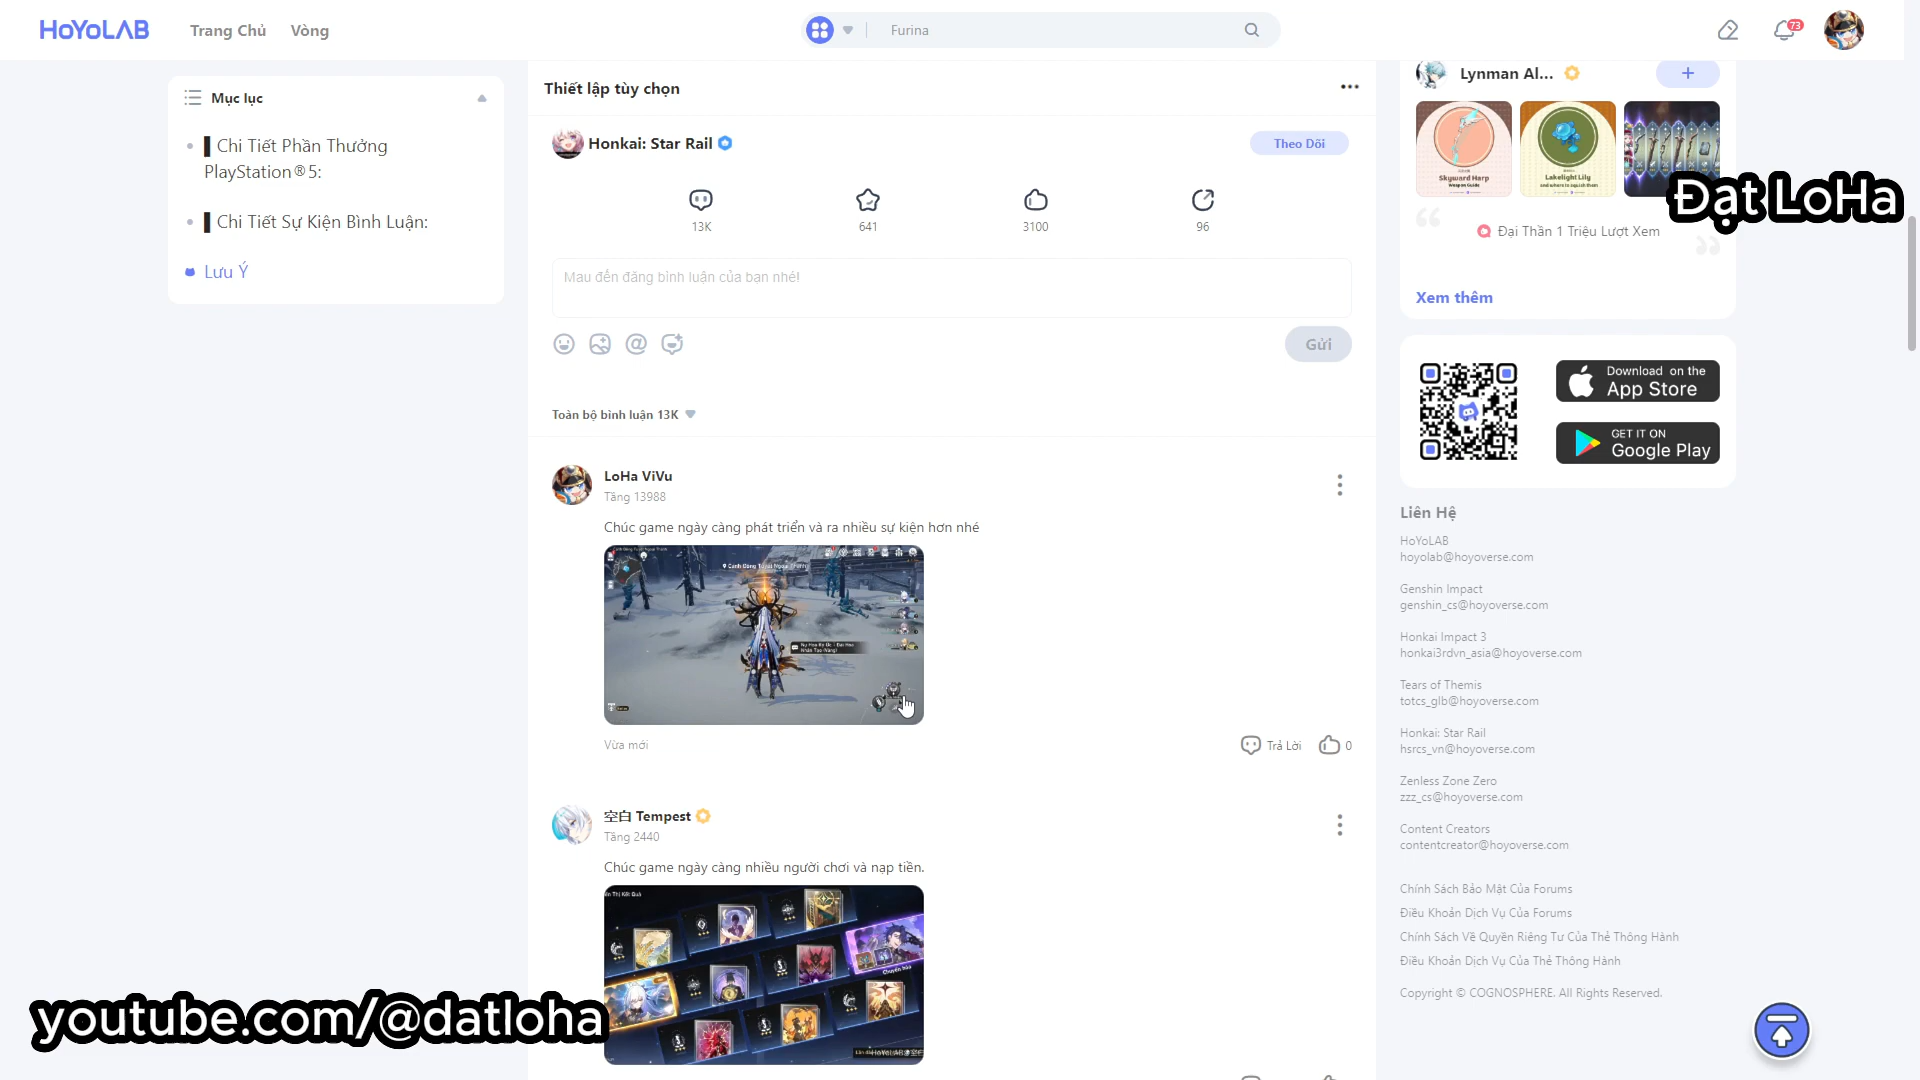 HoYoLAB
Trang Chủ
Vòng
Furina
73
Mục lục
▌Chi Tiết Phần Thưởng
PlayStation®5:
▌Chi Tiết Sự Kiện Bình Luận:
Lưu Ý
Thiết lập tùy chọn
Honkai: Star Rail
Theo Dõi
13K
641
3100
96
Mau đến đăng bình luận của bạn nhé!
Gửi
Toàn bộ bình luận 13K
LoHa ViVu
Tầng 13988
Chúc game ngày càng phát triển và ra nhiều sự kiện hơn nhé
Vừa mới
Trả Lời
0
空白 Tempest
Tầng 2440
Chúc game ngày càng nhiều người chơi và nạp tiền.
Lynman Al...
Skyward Harp
Weapon Guide
Lakelight Lily
and where to squish them
Đạt LoHa
Đại Thần 1 Triệu Lượt Xem
Xem thêm
Download on the
App Store
GET IT ON
Google Play
Liên Hệ
HoYoLAB
hoyolab@hoyoverse.com
Genshin Impact
genshin_cs@hoyoverse.com
Honkai Impact 3
honkai3rdvn_asia@hoyoverse.com
Tears of Themis
totcs_glb@hoyoverse.com
Honkai: Star Rail
hsrcs_vn@hoyoverse.com
Zenless Zone Zero
zzz_cs@hoyoverse.com
Content Creators
contentcreator@hoyoverse.com
Chính Sách Bảo Mật Của Forums
Điều Khoản Dịch Vụ Của Forums
Chính Sách Về Quyền Riêng Tư Của Thẻ Thông Hành
Điều Khoản Dịch Vụ Của Thẻ Thông Hành
Copyright © COGNOSPHERE. All Rights Reserved.
youtube.com/@datloha